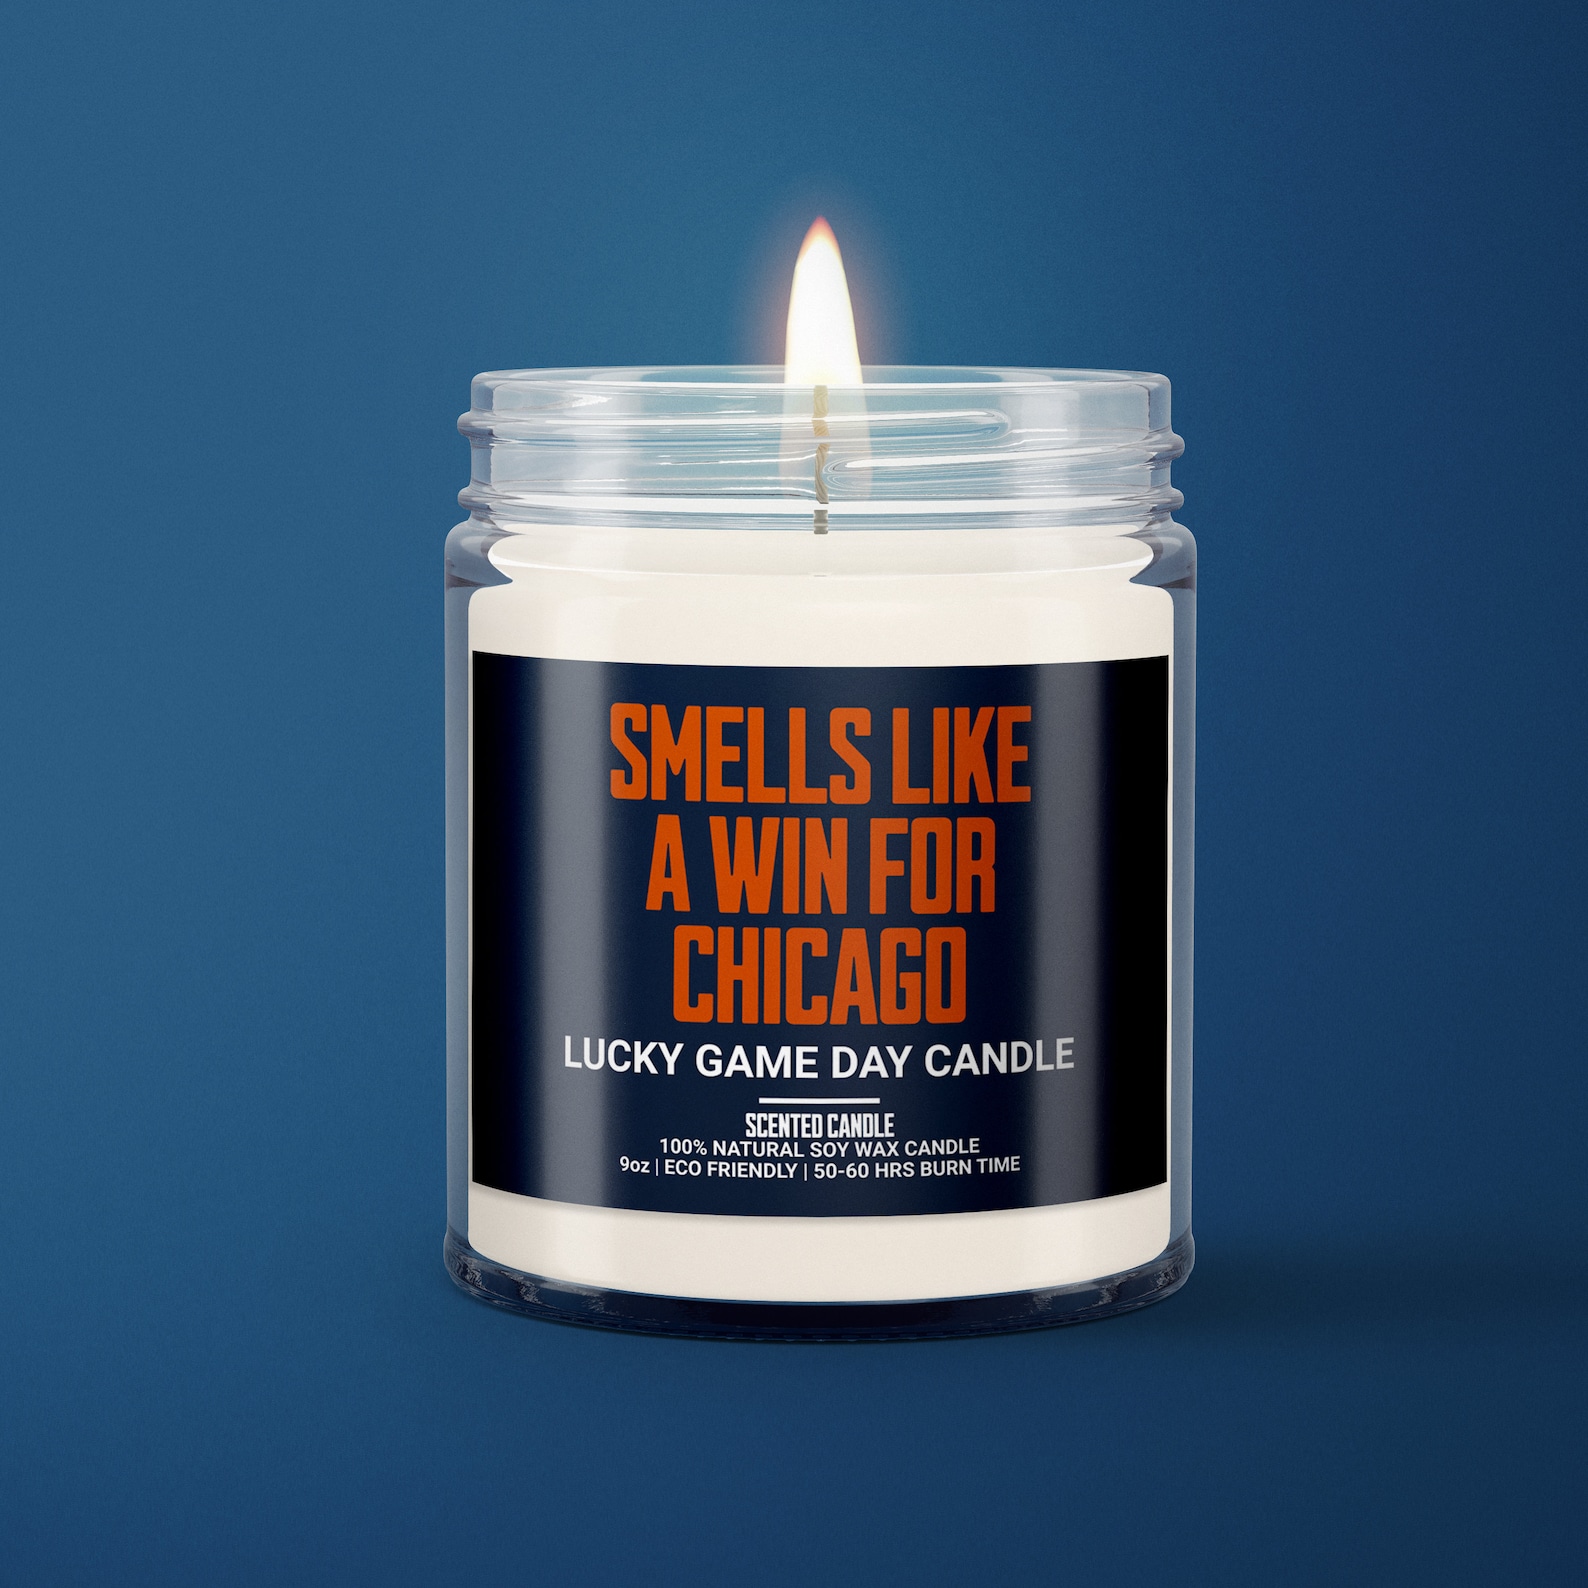 SMELLS LIKE
A WIN FOR
CHICAGO
LUCKY GAME DAY CANDLE
SCENTED CANDLE
100% NATURAL SOY WAX CANDLE
9oz | ECO FRIENDLY | 50-60 HRS BURN TIME